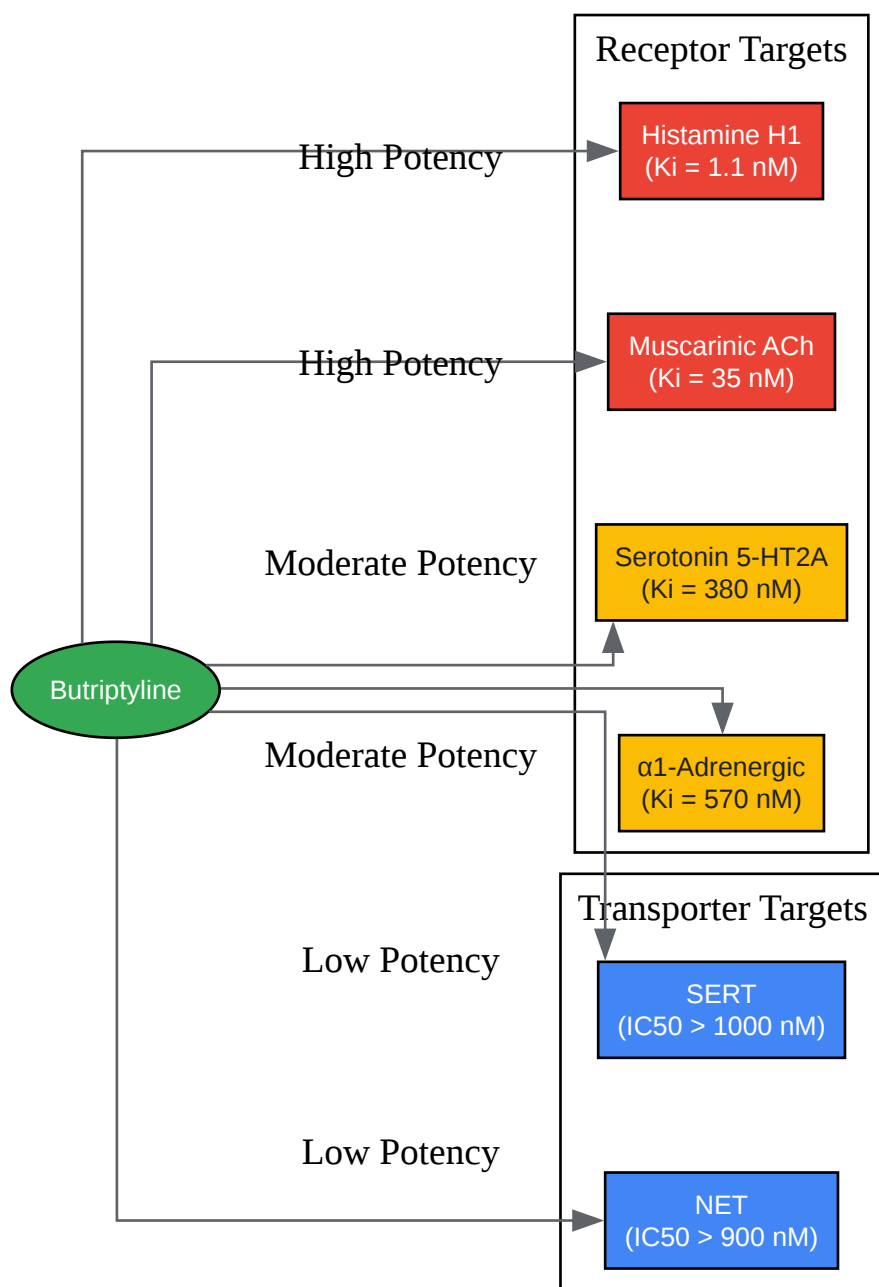 Receptor Targets
High Potency
Histamine H1
(Ki = 1.1 nM)
High Potency
Muscarinic ACh
(Ki = 35 nM)
Moderate Potency
Serotonin 5-HT2A
(Ki = 380 nM)
Butriptyline
Moderate Potency
α1-Adrenergic
(Ki = 570 nM)
Transporter Targets
Low Potency
SERT
(IC50 > 1000 nM)
Low Potency
NET
(IC50 > 900 nM)